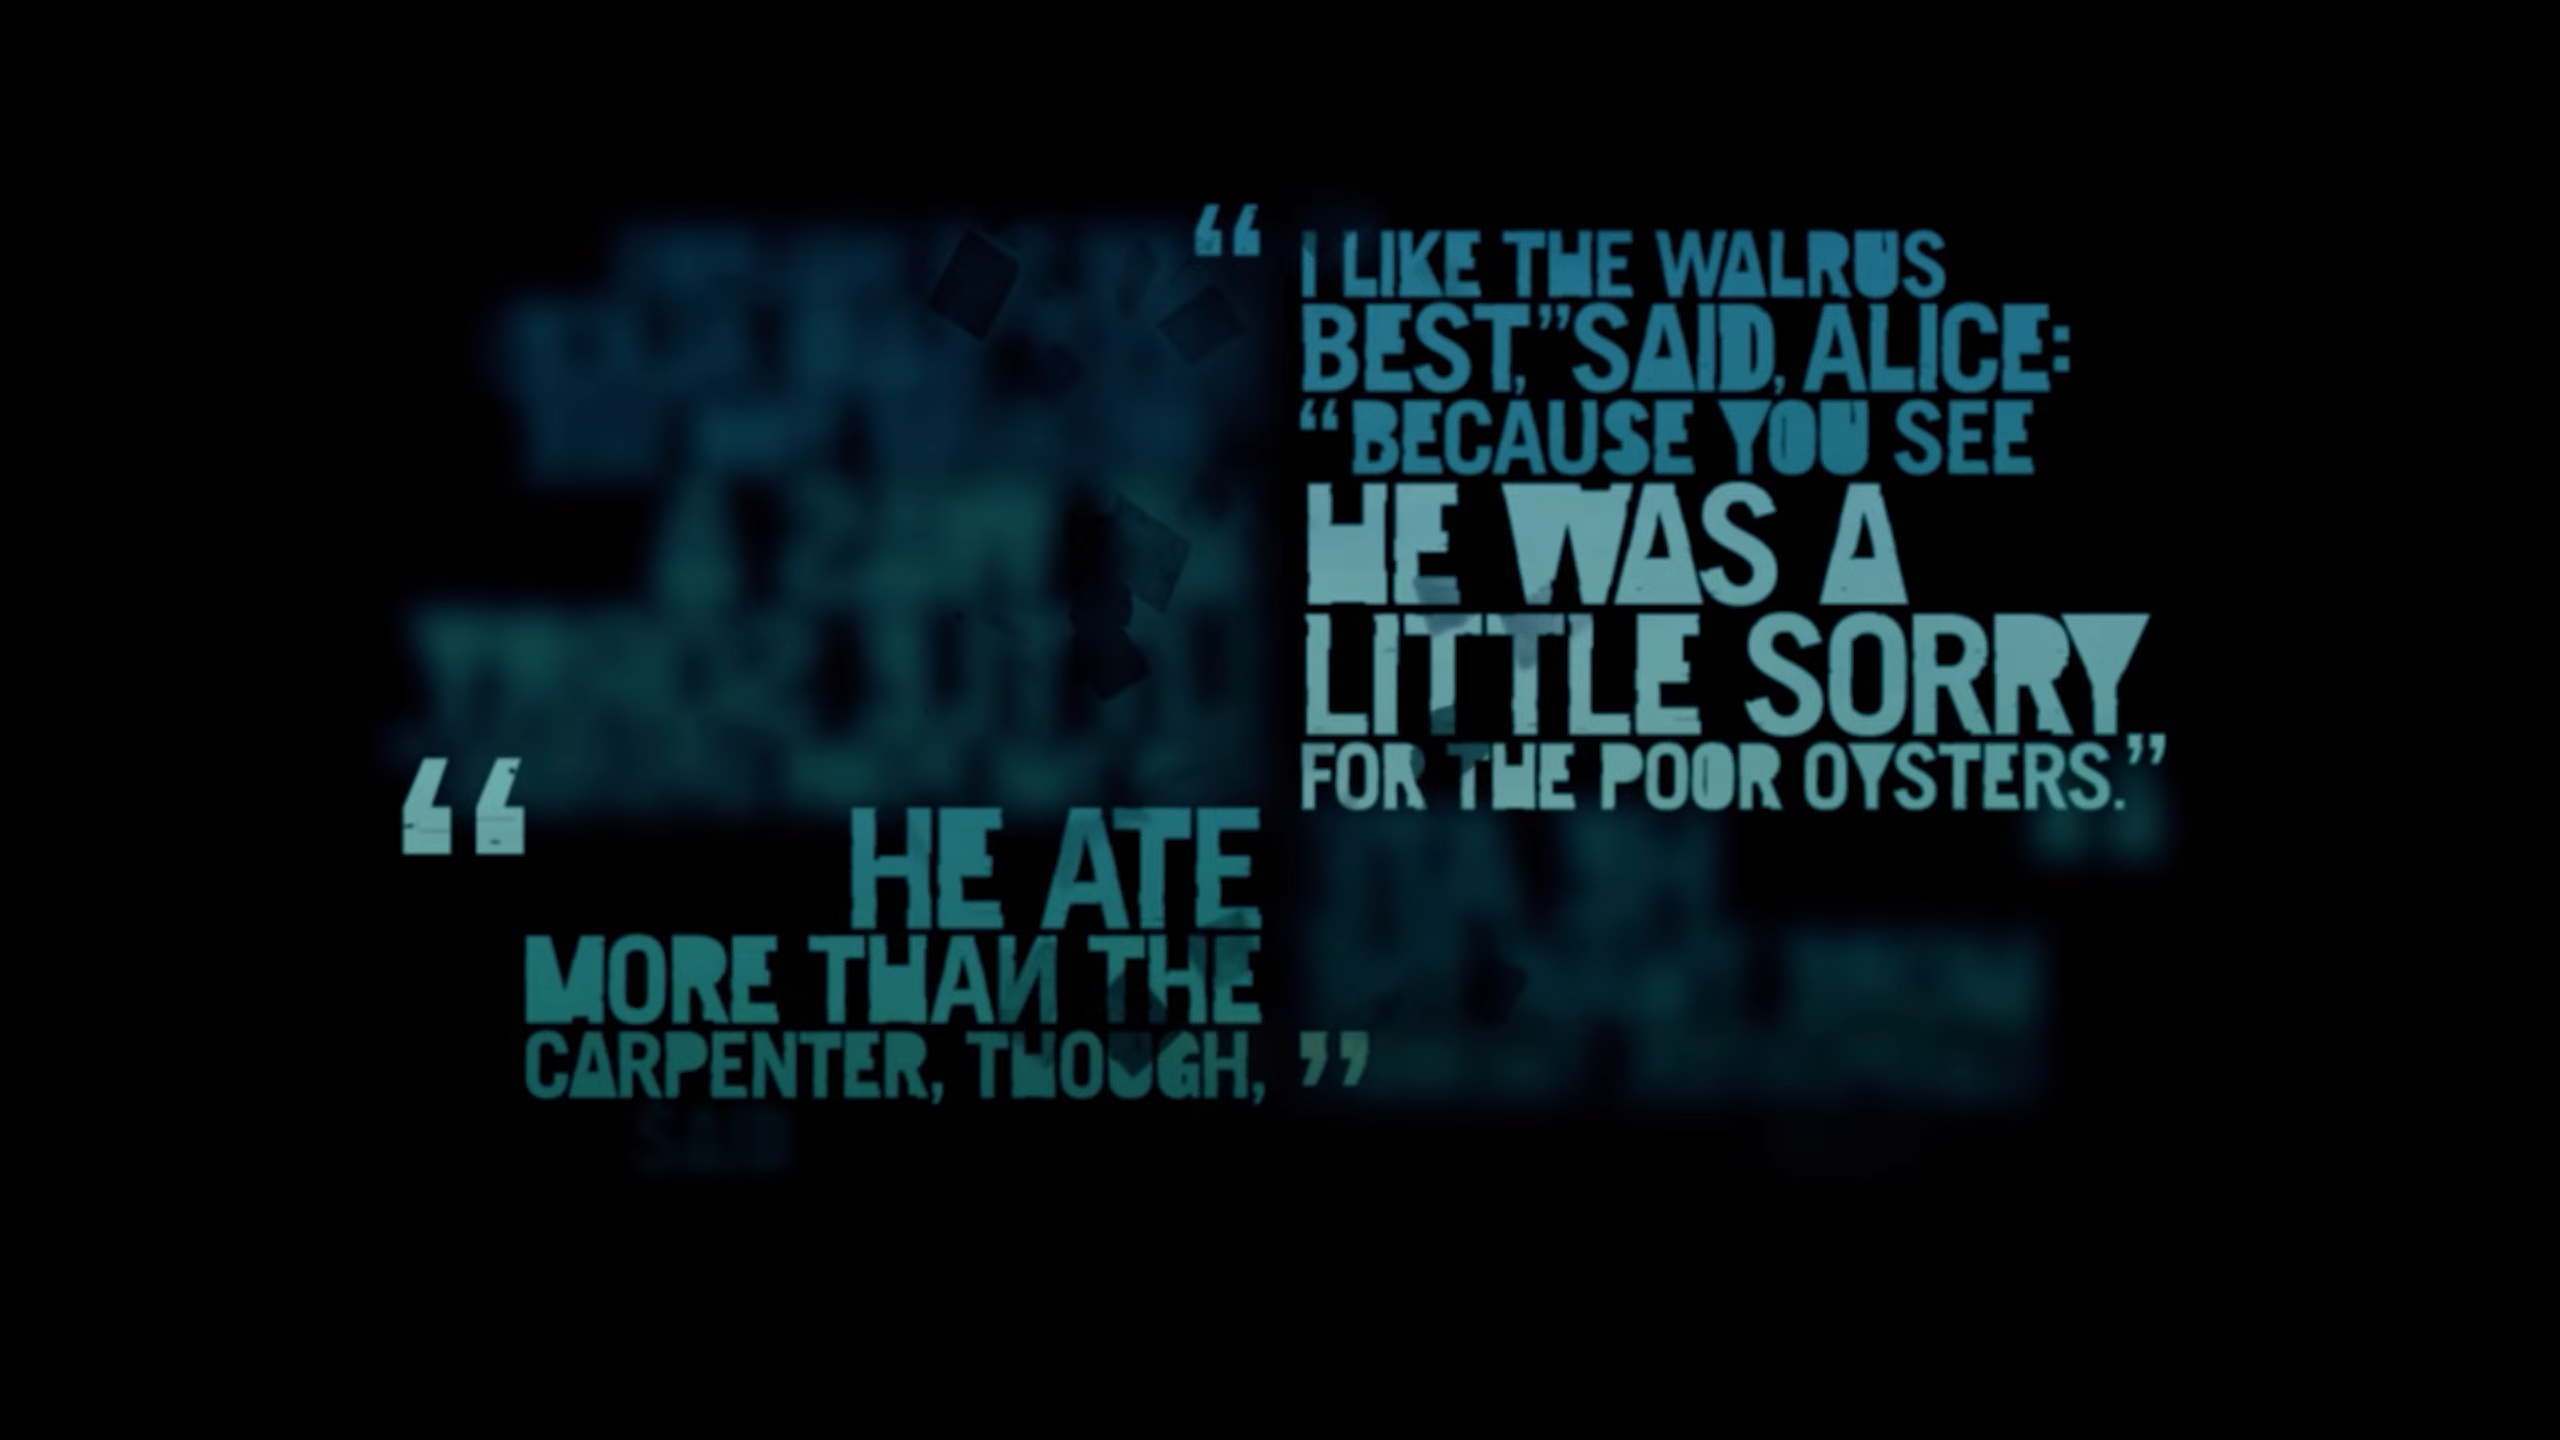 “ I LIKE THE WALRUS
BEST,” SAID, ALICE:
“BECAUSE YOU SEE
HE WAS A
LITTLE SORRY
FOR THE POOR OYSTERS.”
“ HE ATE
MORE THAN THE
CARPENTER, THOUGH, ”
SAID